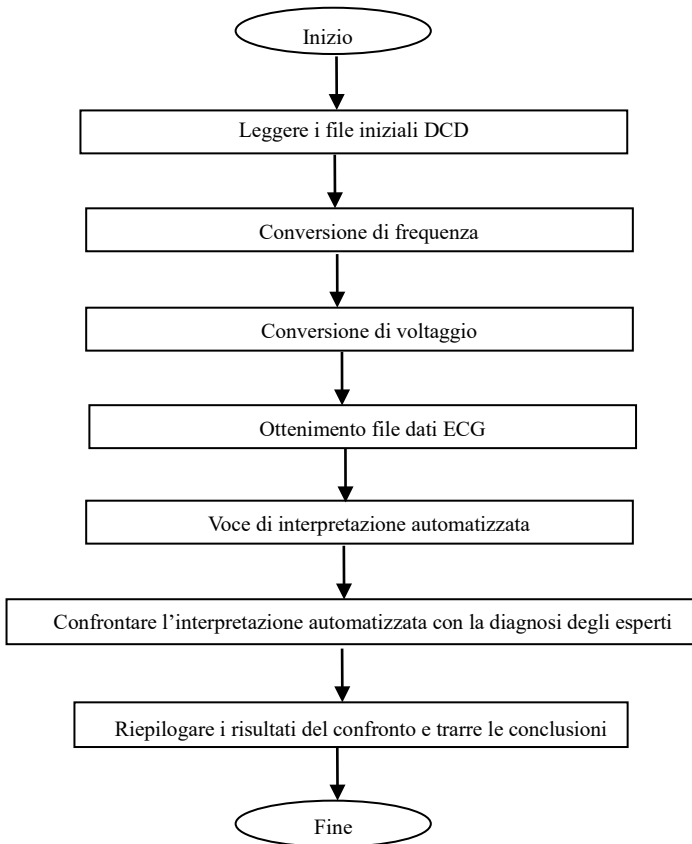 Inizio
Leggere i file iniziali DCD
Conversione di frequenza
Conversione di voltaggio
Ottenimento file dati ECG
Voce di interpretazione automatizzata
Confrontare l’interpretazione automatizzata con la diagnosi degli esperti
Riepilogare i risultati del confronto e trarre le conclusioni
Fine